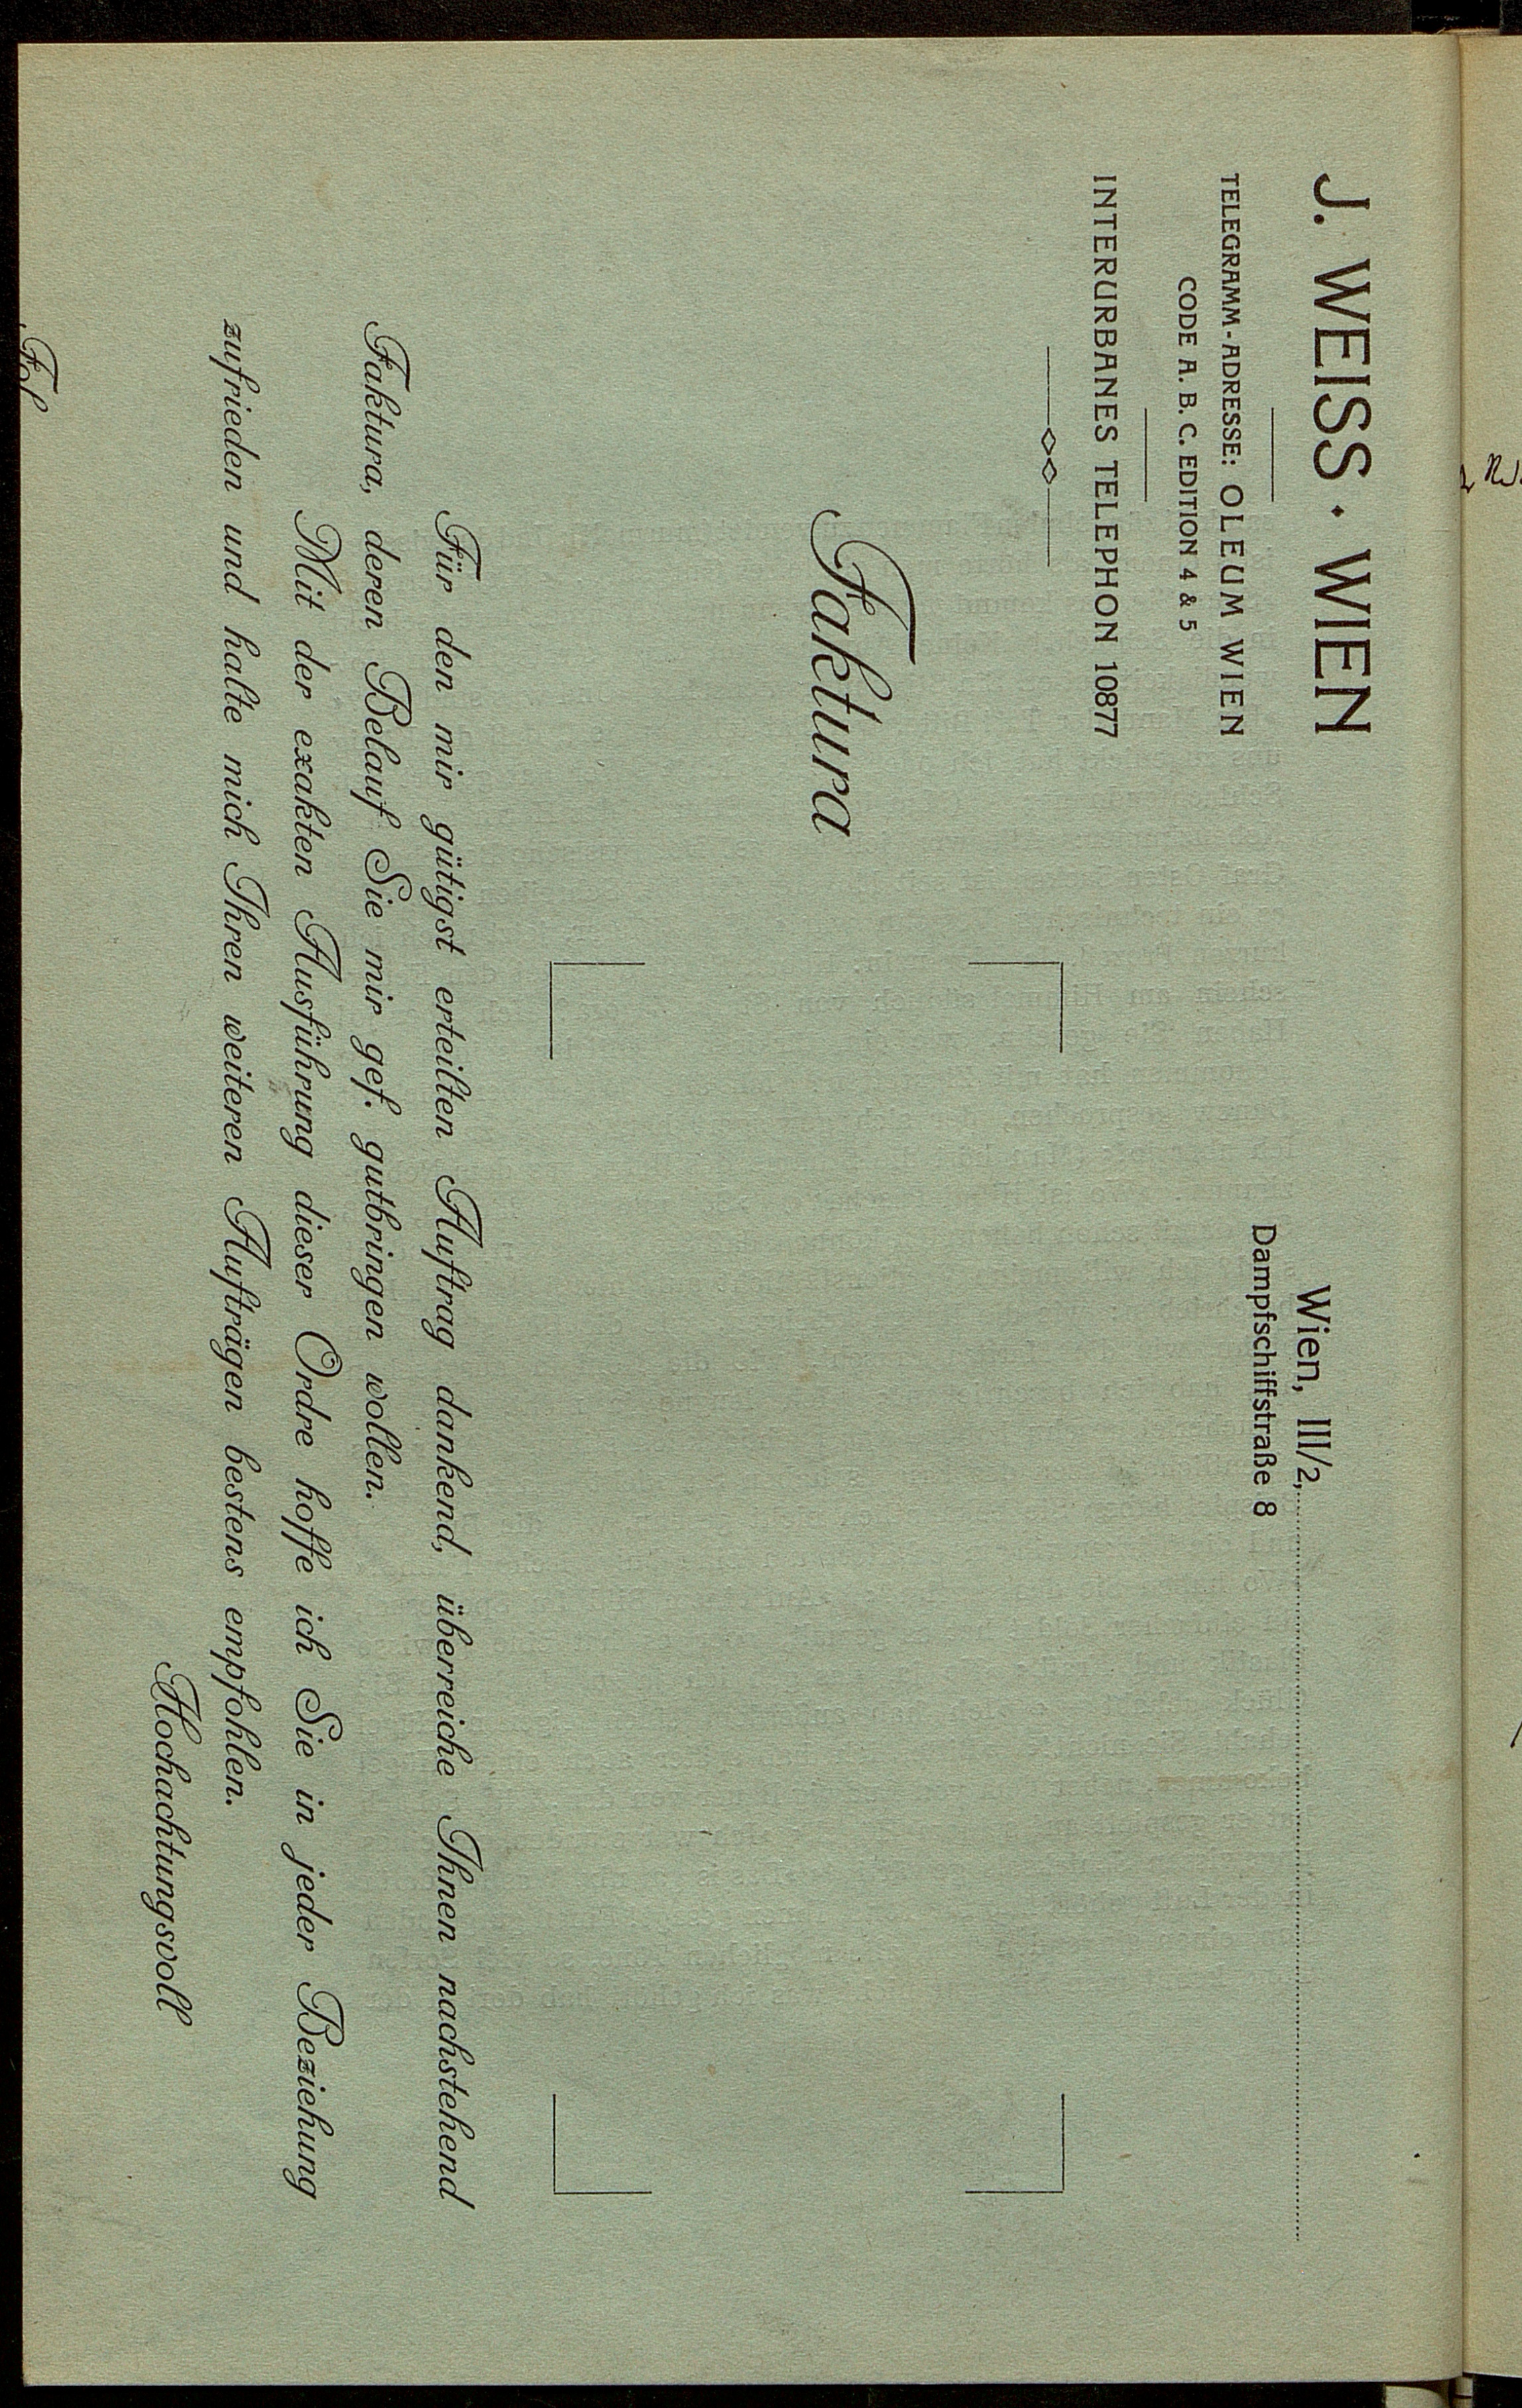 J. WEISS · WIEN
TELEGRAMM-ADRESSE: OLEUM WIEN
CODE A. B. C. EDITION 4 & 5
INTERURBANES TELEPHON 10877
Wien, III/2,
Dampfschiffstraße 8
Faktura
Für den mir gütigst erteilten Auftrag dankend, überreiche Ihnen nachstehend
Faktura, deren Belauf Sie mir gef. gutbringen wollen.
Mit der exakten Ausführung dieser Ordre hoffe ich Sie in jeder Beziehung
zufrieden und halte mich Ihren weiteren Aufträgen bestens empfohlen.
Hochachtungsvoll
Fol